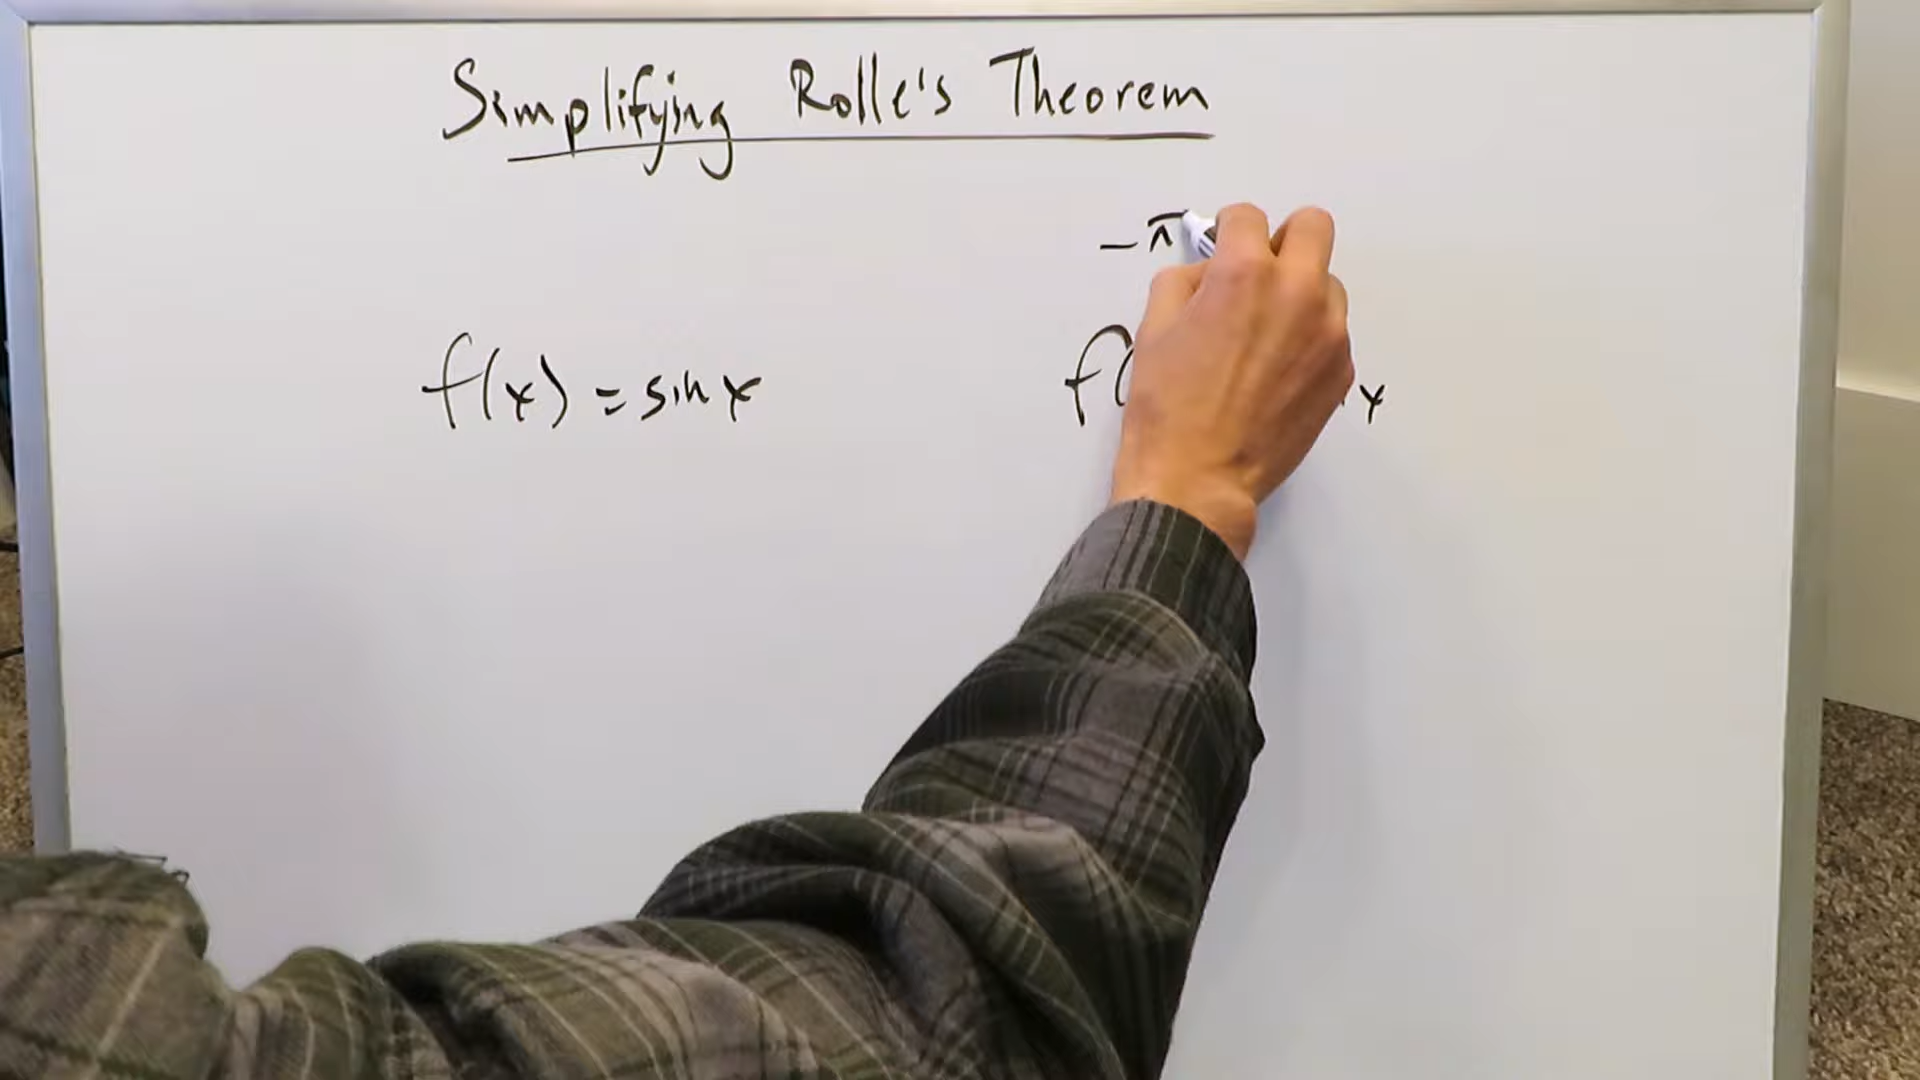 Simplifying Rolle's Theorem
-π
f(x) = sin x
f( x